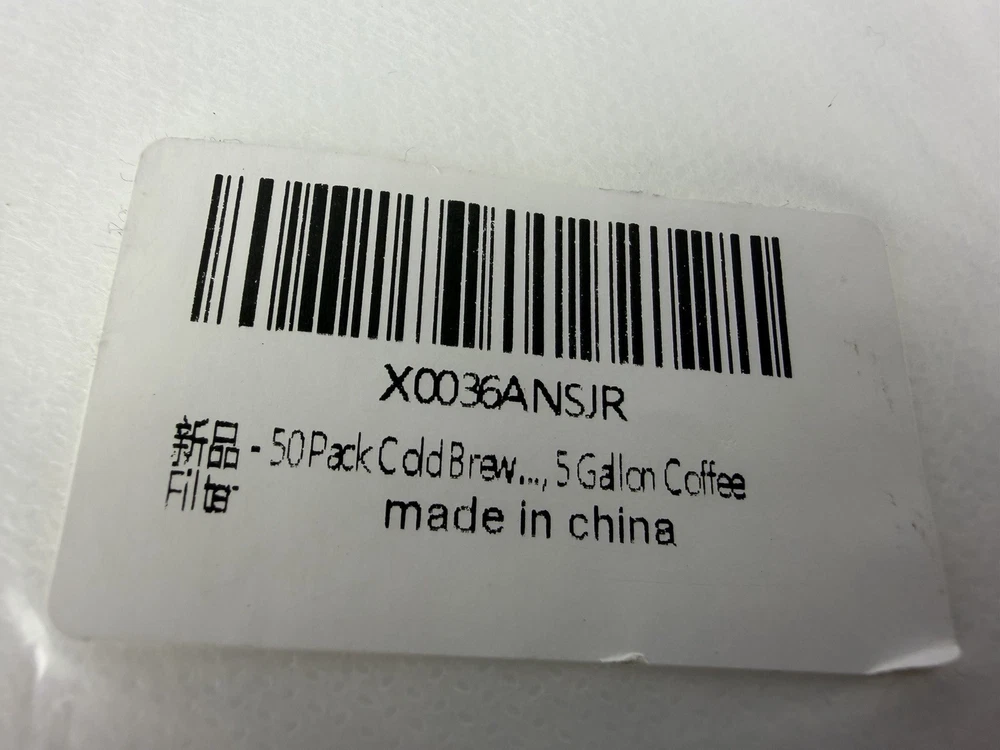 X0036ANSJR
新品 - 50 Pack Cold Brew..., 5 Gallon Coffee
Filter
made in china